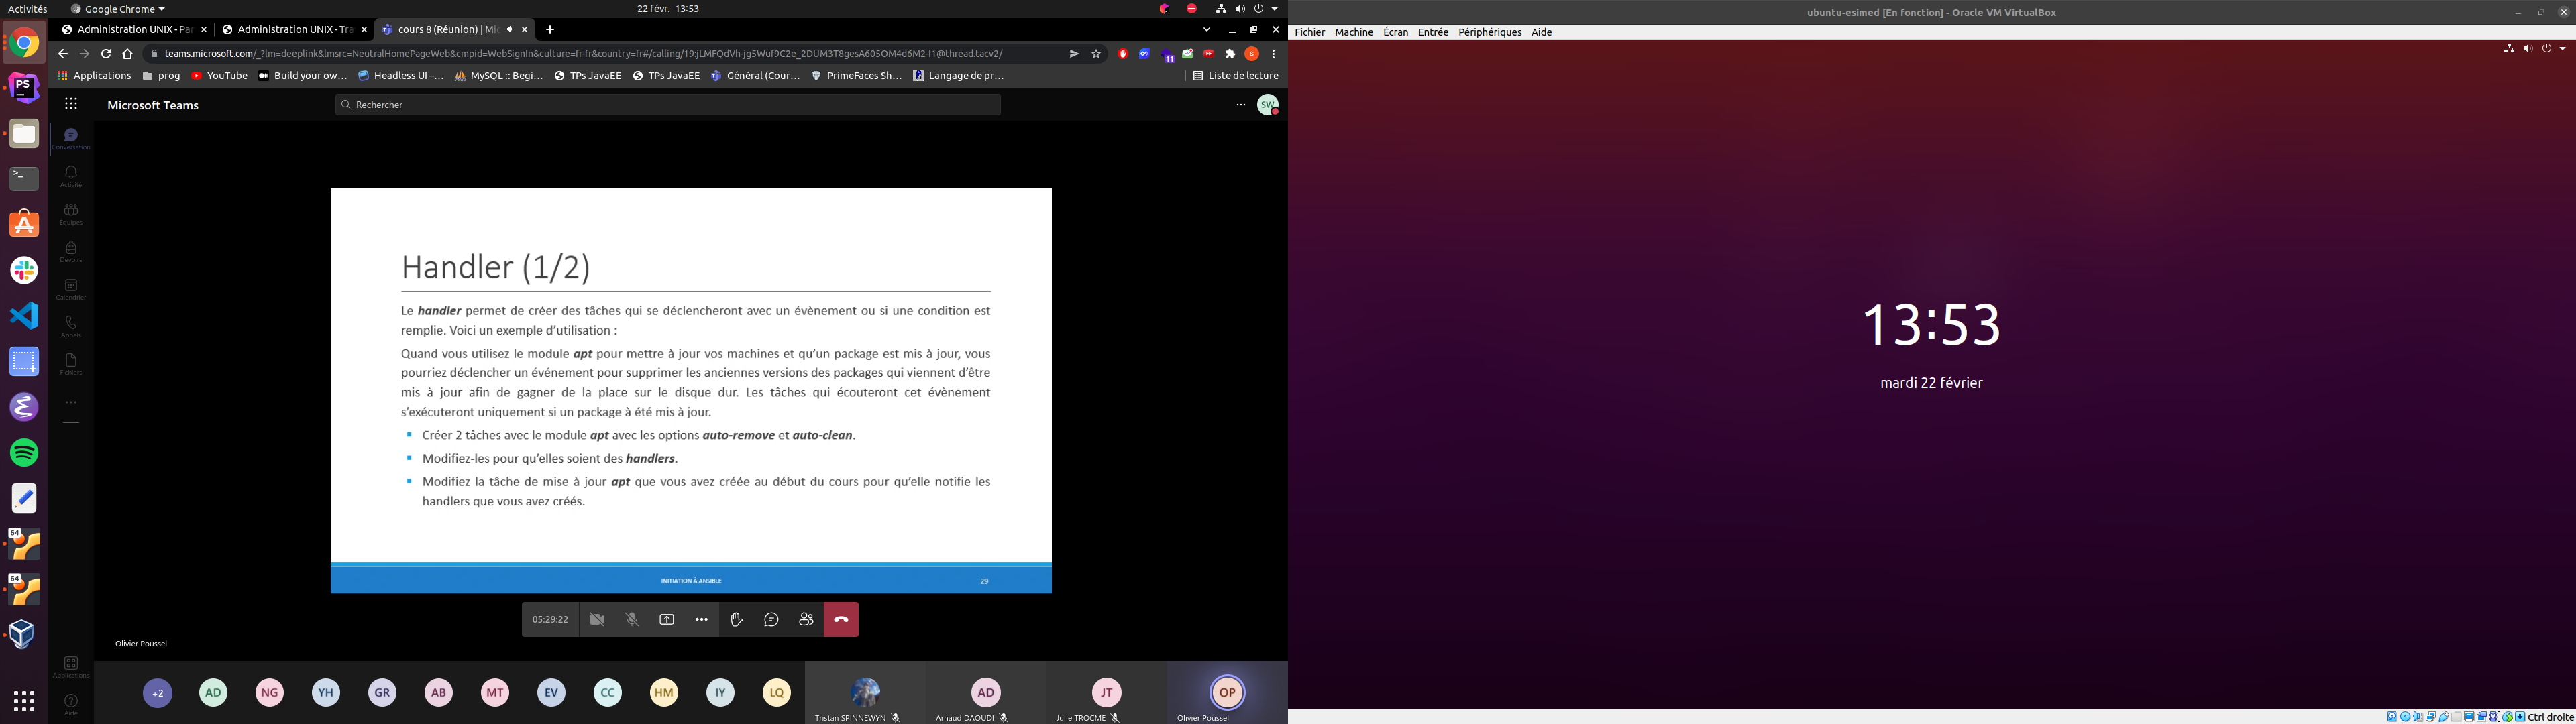 Activités
Google Chrome
22 févr.  13:53
Administration UNIX - Par
Administration UNIX - Tra
cours 8 (Réunion) | Mic
teams.microsoft.com/_?lm=deeplink&lmsrc=NeutralHomePageWeb&cmpid=WebSignIn&culture=fr-fr&country=fr#/calling/19:jLMFQdVh-jg5Wuf9C2e_2DUM3T8gesA605OM4d6M2-I1@thread.tacv2/
11
S
Applications
prog
YouTube
Build your ow…
Headless UI –…
MySQL :: Begi…
TPs JavaEE
TPs JavaEE
Général (Cour…
PrimeFaces Sh…
Langage de pr…
Liste de lecture
Microsoft Teams
Rechercher
SW
Conversation
Activité
Équipes
Devoirs
Calendrier
Appels
Fichiers
Applications
Aide
PS
64
64
Handler (1/2)
Le handler permet de créer des tâches qui se déclencheront avec un évènement ou si une condition est
remplie. Voici un exemple d’utilisation :
Quand vous utilisez le module apt pour mettre à jour vos machines et qu’un package est mis à jour, vous
pourriez déclencher un événement pour supprimer les anciennes versions des packages qui viennent d’être
mis à jour afin de gagner de la place sur le disque dur. Les tâches qui écouteront cet évènement
s’exécuteront uniquement si un package à été mis à jour.
Créer 2 tâches avec le module apt avec les options auto-remove et auto-clean.
Modifiez-les pour qu’elles soient des handlers.
Modifiez la tâche de mise à jour apt que vous avez créée au début du cours pour qu’elle notifie les
handlers que vous avez créés.
INITIATION À ANSIBLE
29
05:29:22
Olivier Poussel
+2
AD
NG
YH
GR
AB
MT
EV
CC
HM
IY
LQ
AD
JT
OP
Tristan SPINNEWYN
Arnaud DAOUDI
Julie TROCME
Olivier Poussel
ubuntu-esimed [En fonction] - Oracle VM VirtualBox
Fichier
Machine
Écran
Entrée
Périphériques
Aide
13:53
mardi 22 février
Ctrl droite